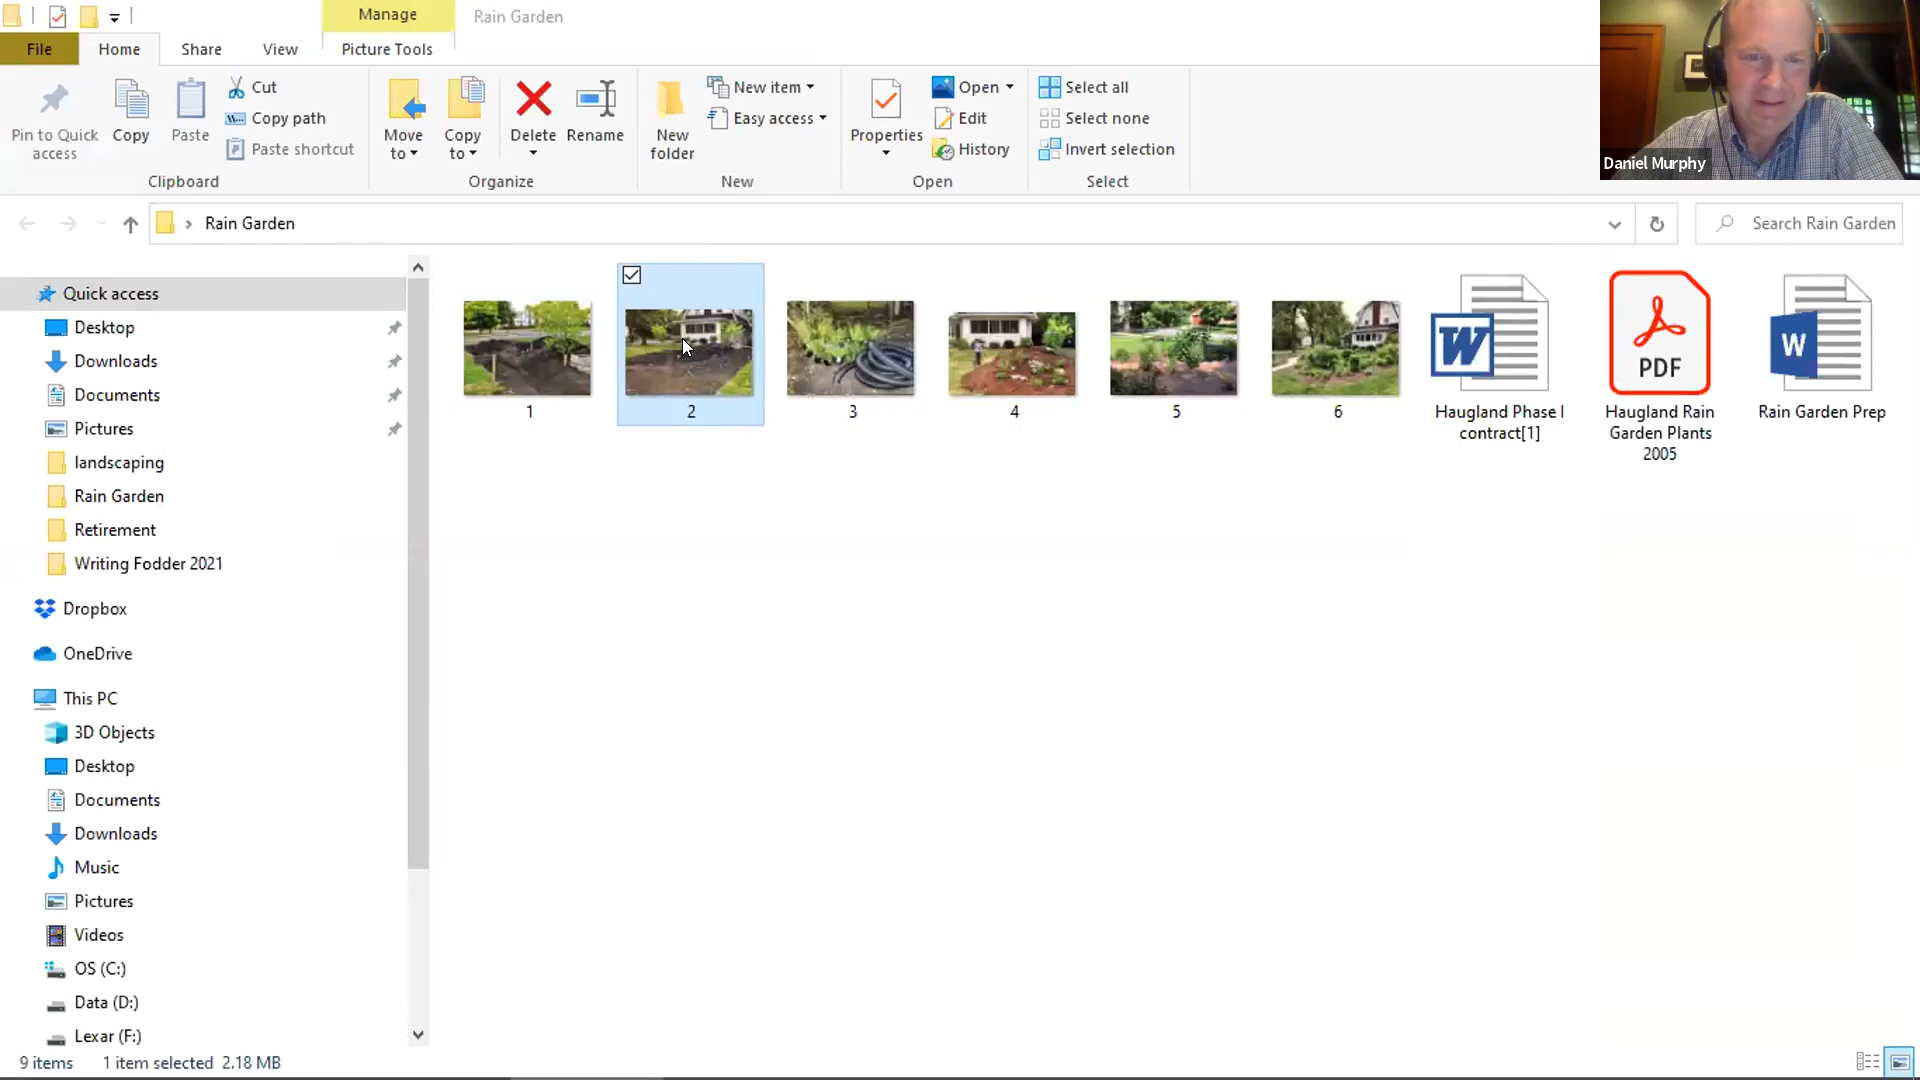 Manage
Rain Garden
File
Home
Share
View
Picture Tools
Pin to Quick access
Copy
Paste
Cut
Copy path
Paste shortcut
Clipboard
Move to
Copy to
Delete
Rename
Organize
New folder
New item
Easy access
New
Properties
Open
Edit
History
Open
Select all
Select none
Invert selection
Select
Daniel Murphy
Rain Garden
Search Rain Garden
Quick access
Desktop
Downloads
Documents
Pictures
landscaping
Rain Garden
Retirement
Writing Fodder 2021
Dropbox
OneDrive
This PC
3D Objects
Desktop
Documents
Downloads
Music
Pictures
Videos
OS (C:)
Data (D:)
Lexar (F:)
1
2
3
4
5
6
W
Haugland Phase I
contract[1]
PDF
Haugland Rain
Garden Plants
2005
W
Rain Garden Prep
9 items
1 item selected 2.18 MB